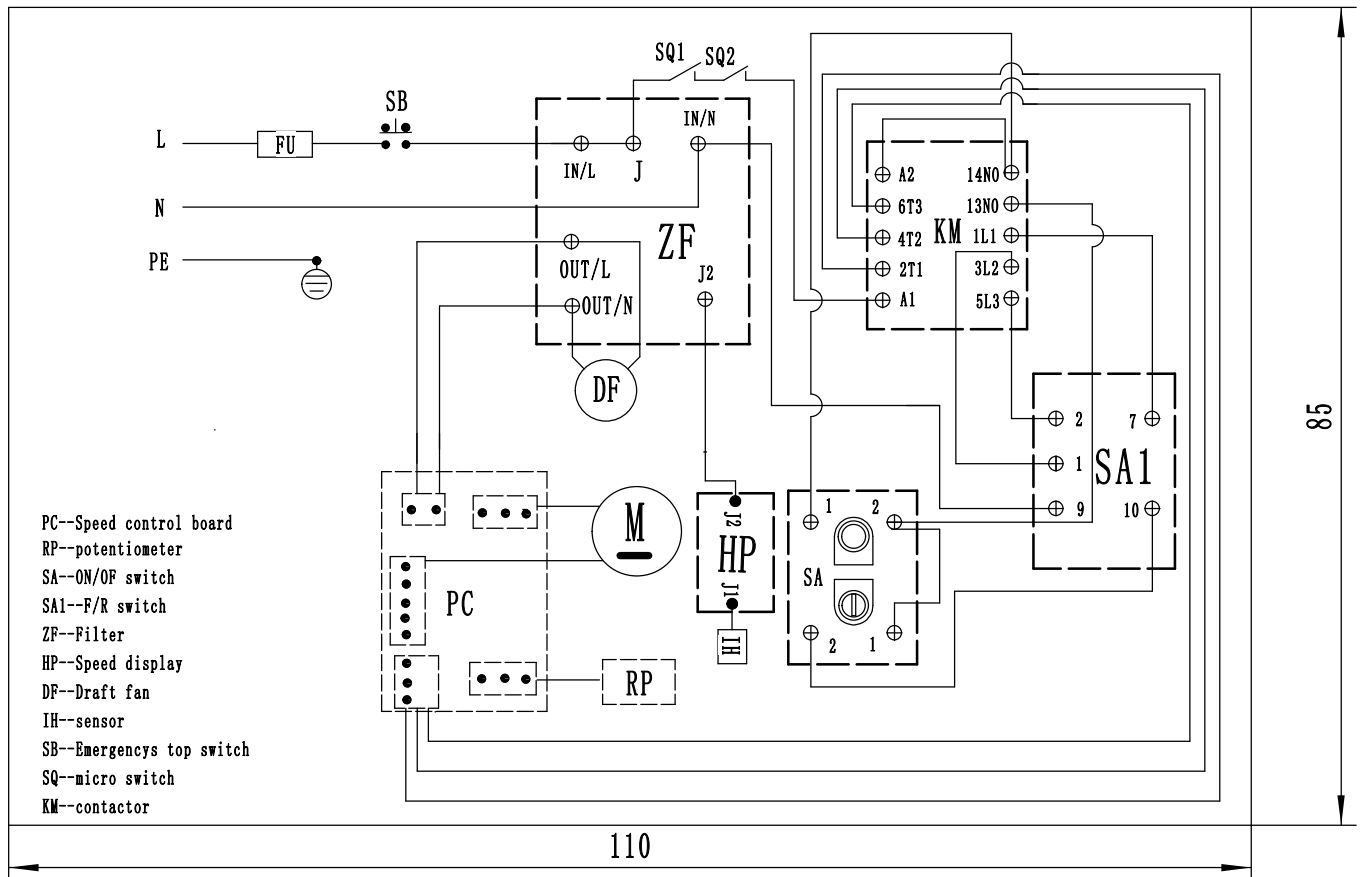 SQ1
SQ2
SB
L
FU
IN/L
J
IN/N
N
ZF
PE
OUT/L
J2
OUT/N
DF
A2
14NO
6T3
13NO
4T2
KM
1L1
2T1
3L2
A1
5L3
2
7
1
SA1
9
10
85
M
J2
HP
J1
IH
1
2
SA
2
1
PC
RP
PC--Speed control board
RP--potentiometer
SA--ON/OF switch
SA1--F/R switch
ZF--Filter
HP--Speed display
DF--Draft fan
IH--sensor
SB--Emergencys top switch
SQ--micro switch
KM--contactor
110